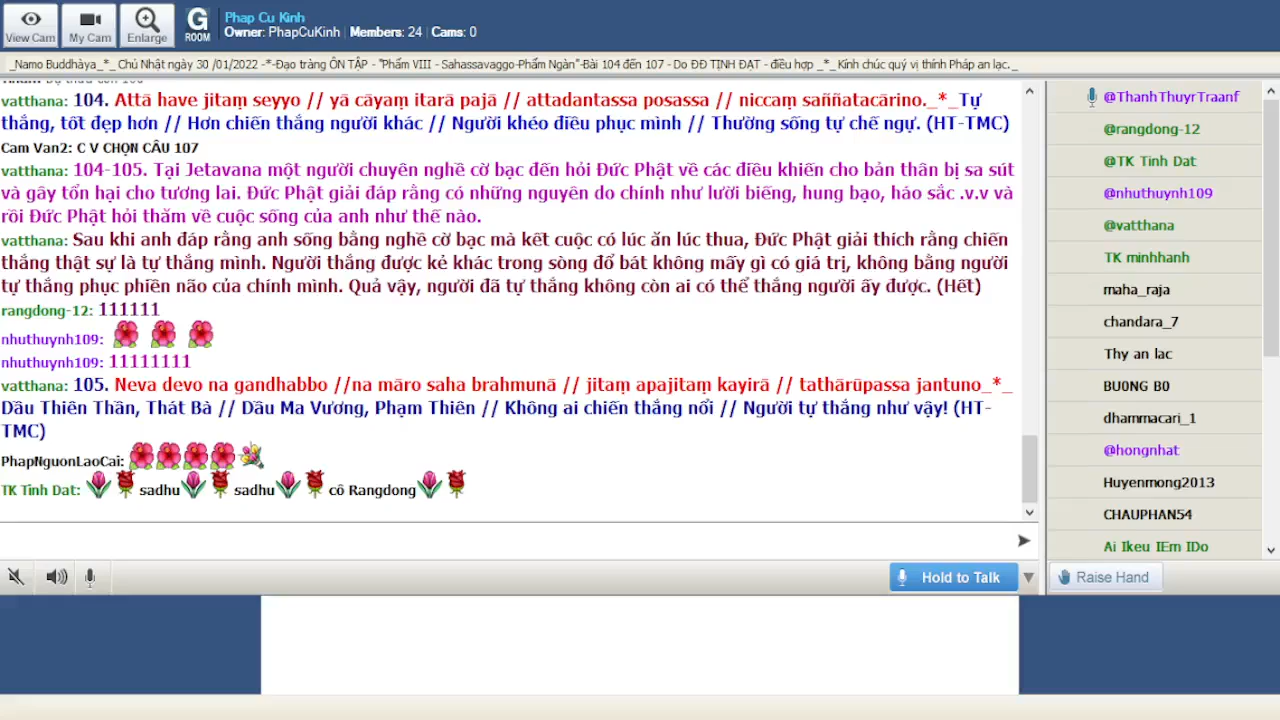 View Cam
My Cam
Enlarge
G
ROOM
Phap Cu Kinh
Owner: PhapCuKinh | Members: 24 | Cams: 0
_Namo Buddhàya_*_ Chủ Nhật ngày 30 /01/2022 -*-Đạo tràng ÔN TẬP - "Phẩm VIII - Sahassavaggo-Phẩm Ngàn"-Bài 104 đến 107 - Do ĐĐ TỊNH ĐẠT - điều hợp _*_Kính chúc quý vị thính Pháp an lạc._
vatthana: 104. Attā have jitaṃ seyyo // yā cāyaṃ itarā pajā // attadantassa posassa // niccaṃ saññatacārino._*_Tự
thắng, tốt đẹp hơn // Hơn chiến thắng người khác // Người khéo điều phục mình // Thường sống tự chế ngự. (HT-TMC)
Cam Van2: C V CHỌN CÂU 107
vatthana: 104-105. Tại Jetavana một người chuyên nghề cờ bạc đến hỏi Đức Phật về các điều khiến cho bản thân bị sa sút
và gây tổn hại cho tương lai. Đức Phật giải đáp rằng có những nguyên do chính như lười biếng, hung bạo, háo sắc .v.v và
rồi Đức Phật hỏi thăm về cuộc sống của anh như thế nào.
vatthana: Sau khi anh đáp rằng anh sống bằng nghề cờ bạc mà kết cuộc có lúc ăn lúc thua, Đức Phật giải thích rằng chiến
thắng thật sự là tự thắng mình. Người thắng được kẻ khác trong sòng đổ bát không mấy gì có giá trị, không bằng người
tự thắng phục phiền não của chính mình. Quả vậy, người đã tự thắng không còn ai có thể thắng người ấy được. (Hết)
rangdong-12: 111111
nhuthuynh109:
nhuthuynh109: 11111111
vatthana: 105. Neva devo na gandhabbo //na māro saha brahmunā // jitaṃ apajitaṃ kayirā // tathārūpassa jantuno_*_
Dầu Thiên Thần, Thát Bà // Dầu Ma Vương, Phạm Thiên // Không ai chiến thắng nổi // Người tự thắng như vậy! (HT-
TMC)
PhapNguonLaoCai:
TK Tinh Dat: sadhu sadhu cô Rangdong
Hold to Talk
@ThanhThuyrTraanf
@rangdong-12
@TK Tinh Dat
@nhuthuynh109
@vatthana
TK minhhanh
maha_raja
chandara_7
Thy an lac
BU0NG B0
dhammacari_1
@hongnhat
Huyenmong2013
CHAUPHAN54
Ai Ikeu IEm IDo
Raise Hand